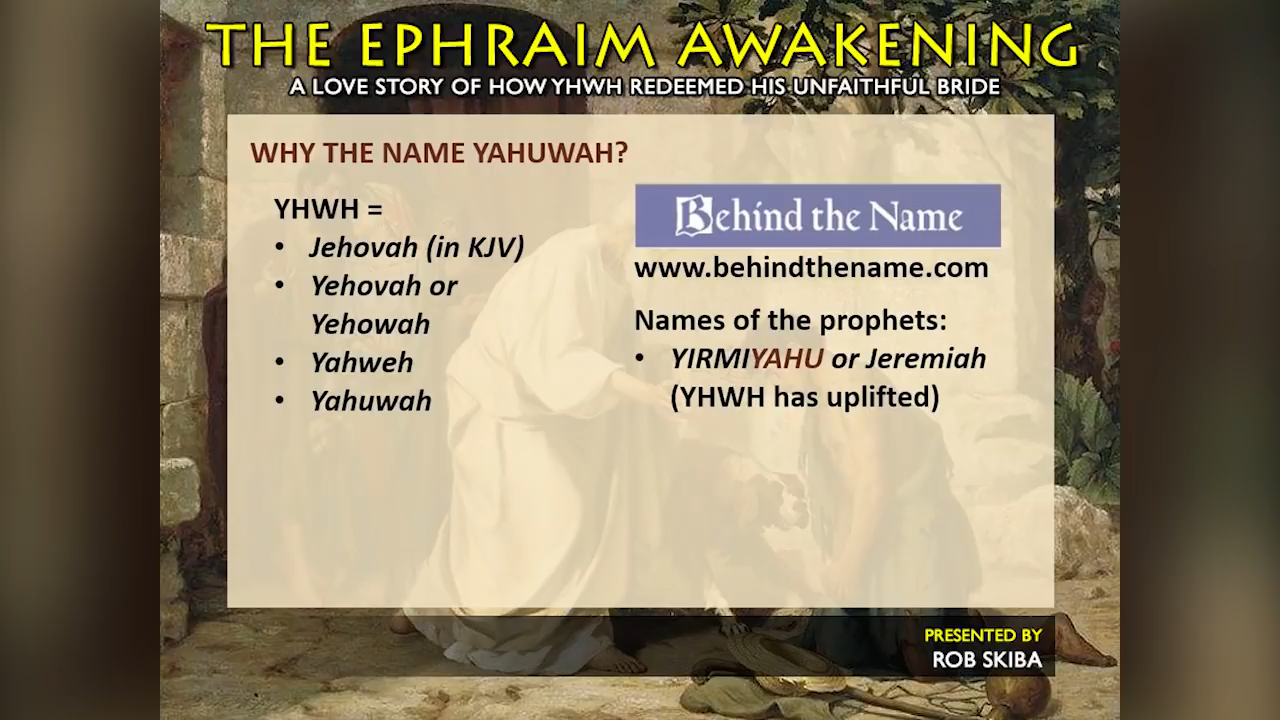 THE EPHRAIM AWAKENING
A LOVE STORY OF HOW YHWH REDEEMED HIS UNFAITHFUL BRIDE
WHY THE NAME YAHUWAH?
YHWH =
• Jehovah (in KJV)
• Yehovah or
Yehowah
• Yahweh
• Yahuwah
Behind the Name
www.behindthename.com
Names of the prophets:
• YIRMIYAHU or Jeremiah
(YHWH has uplifted)
PRESENTED BY
ROB SKIBA